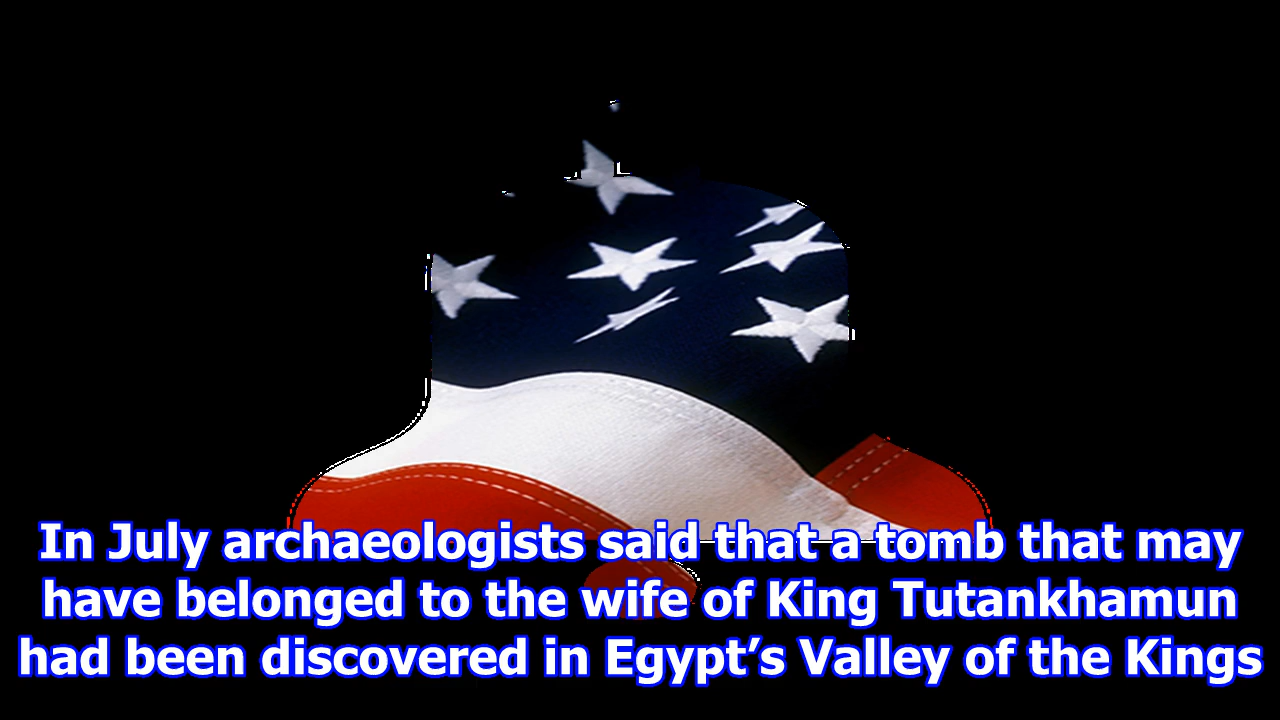 In July archaeologists said that a tomb that may
have belonged to the wife of King Tutankhamun
had been discovered in Egypt’s Valley of the Kings